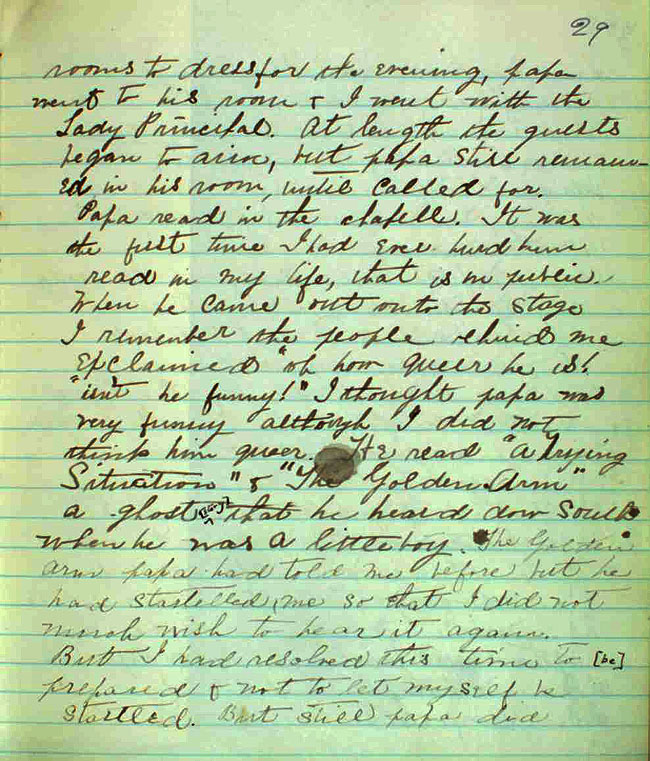 29
rooms to dress for the evening, papa
went to his room & I went with the
Lady Principal. At length the guests
began to arive, but papa still remain-
ed in his room, until called for.
Papa read in the chapell. It was
the first time I had ever hurd him
read in my life, that is in public.
When he came out onto the stage
I remember the people behind me
exclaimed "oh how queer he is!
"isn't he funny!" I thought papa was
very funny although I did not
think him queer. He read "A Trying
Situation" & "The Golden Arm"
a ghost story that he heard down South
when he was a little boy. The Golden
Arm papa had told me before but he
had startelled me so that I did not
much wish to hear it again.
But I had resolved this time to [be]
prepared & not to let myself be
startled. But still papa did